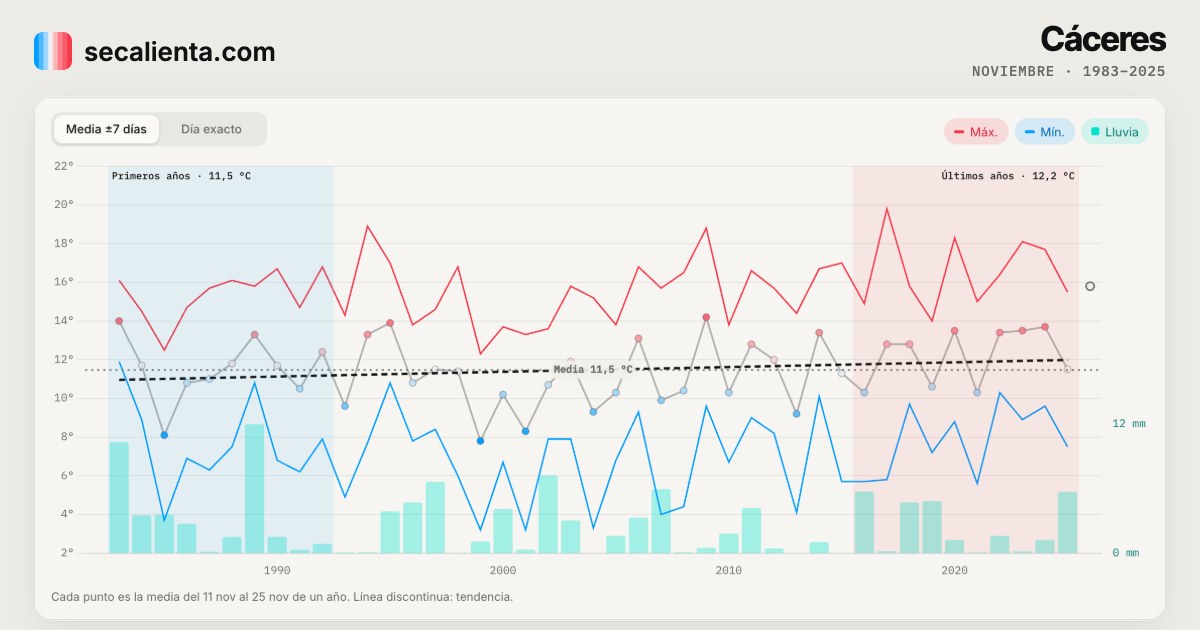 secalienta.com
Cáceres
NOVIEMBRE · 1983–2025
Media ±7 días
Día exacto
Máx.
Mín.
Lluvia
Primeros años · 11,5 °C
Últimos años · 12,2 °C
22°
20°
18°
16°
14°
12°
10°
8°
6°
4°
2°
Media 11,5 °C
12 mm
0 mm
1990
2000
2010
2020
Cada punto es la media del 11 nov al 25 nov de un año. Línea discontinua: tendencia.